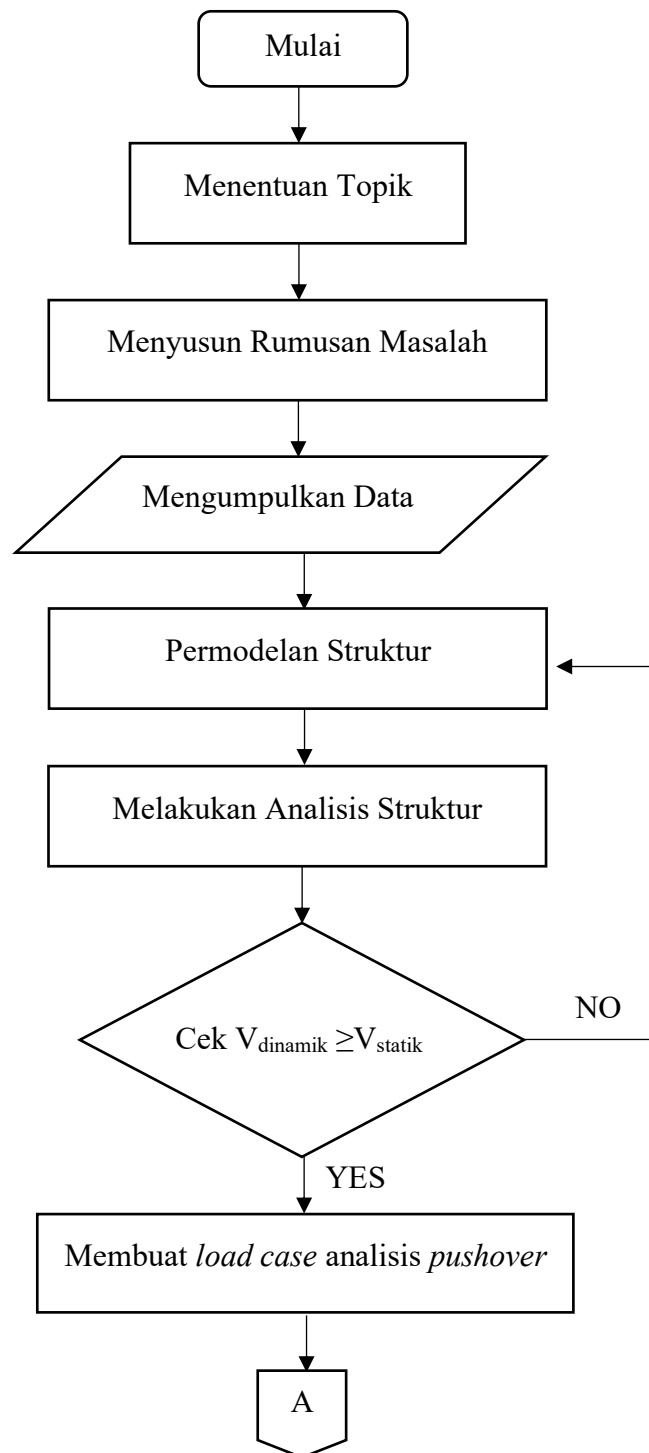 Mulai
Menentuan Topik
Menyusun Rumusan Masalah
Mengumpulkan Data
Permodelan Struktur
Melakukan Analisis Struktur
Cek Vdinamik ≥Vstatik
NO
YES
Membuat load case analisis pushover
A